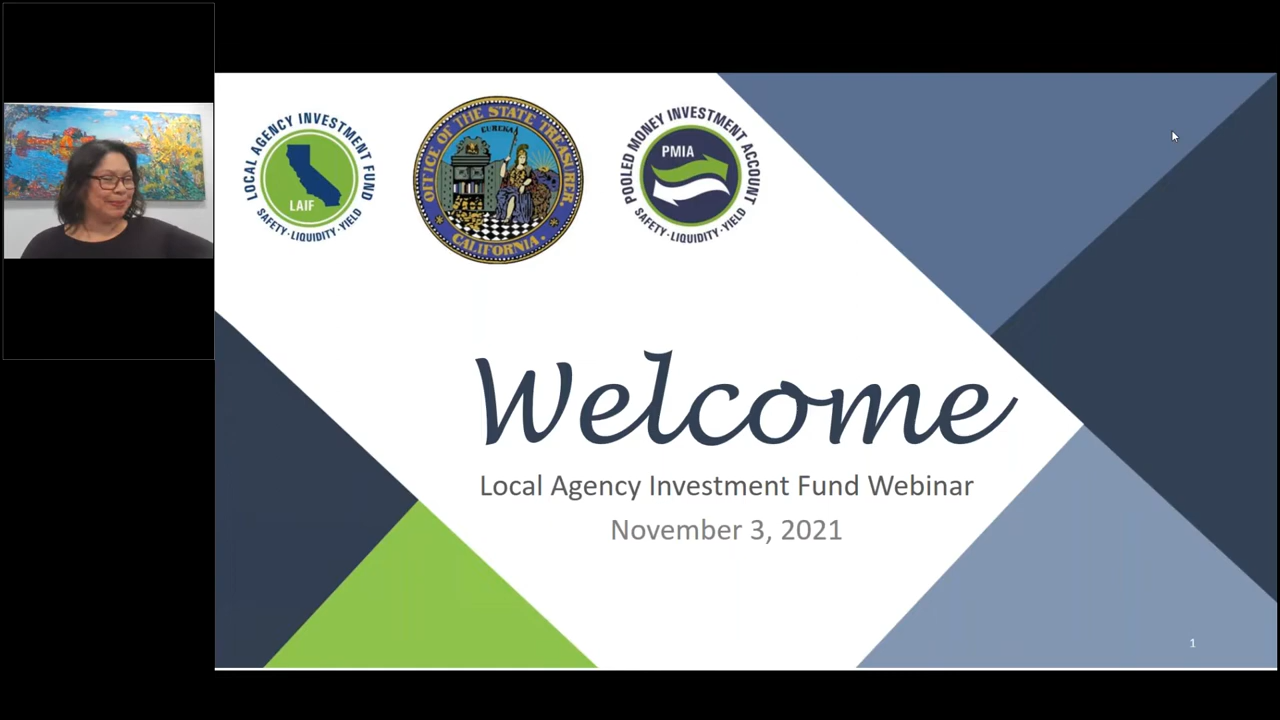 LOCAL AGENCY INVESTMENT FUND
LAIF
SAFETY·LIQUIDITY·YIELD
OFFICE OF THE STATE TREASURER
EUREKA
CALIFORNIA
POOLED MONEY INVESTMENT ACCOUNT
PMIA
SAFETY·LIQUIDITY·YIELD
Welcome
Local Agency Investment Fund Webinar
November 3, 2021
1